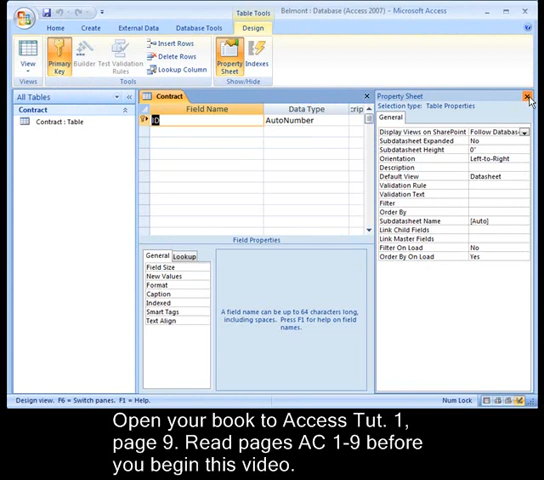 Table Tools
Belmont : Database (Access 2007) - Microsoft Access
Home
Create
External Data
Database Tools
Design
View
Primary Key
Builder
Test Validation Rules
Insert Rows
Delete Rows
Lookup Column
Property Sheet
Indexes
Views
Tools
Show/Hide
All Tables
Contract
Contract : Table
Contract
Field Name
Data Type
crip
ID
AutoNumber
Field Properties
General
Lookup
Field Size
New Values
Format
Caption
Indexed
Smart Tags
Text Align
A field name can be up to 64 characters long,
including spaces. Press F1 for help on field
names.
Property Sheet
Selection type: Table Properties
General
Display Views on SharePoint Follow Databas
Subdatasheet Expanded No
Subdatasheet Height 0"
Orientation Left-to-Right
Description
Default View Datasheet
Validation Rule
Validation Text
Filter
Order By
Subdatasheet Name [Auto]
Link Child Fields
Link Master Fields
Filter On Load No
Order By On Load Yes
Design view. F6 = Switch panes. F1 = Help.
Num Lock
Open your book to Access Tut. 1,
page 9. Read pages AC 1-9 before
you begin this video.